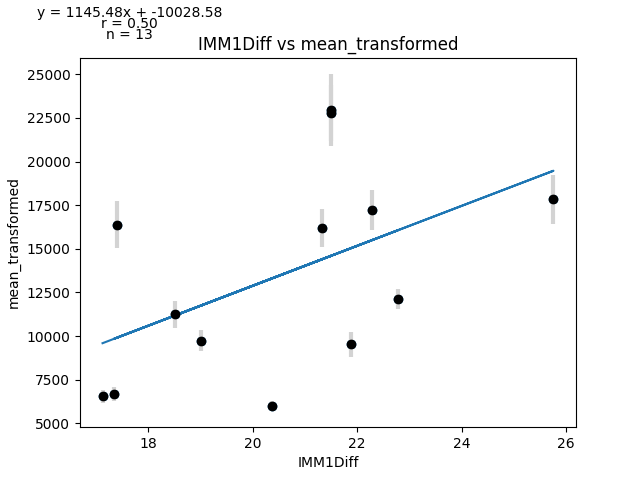 y = 1145.48x + -10028.58
r = 0.50
n = 13
IMM1Diff vs mean_transformed
25000
22500
20000
17500
15000
12500
10000
7500
5000
mean_transformed
18
20
22
24
26
IMM1Diff